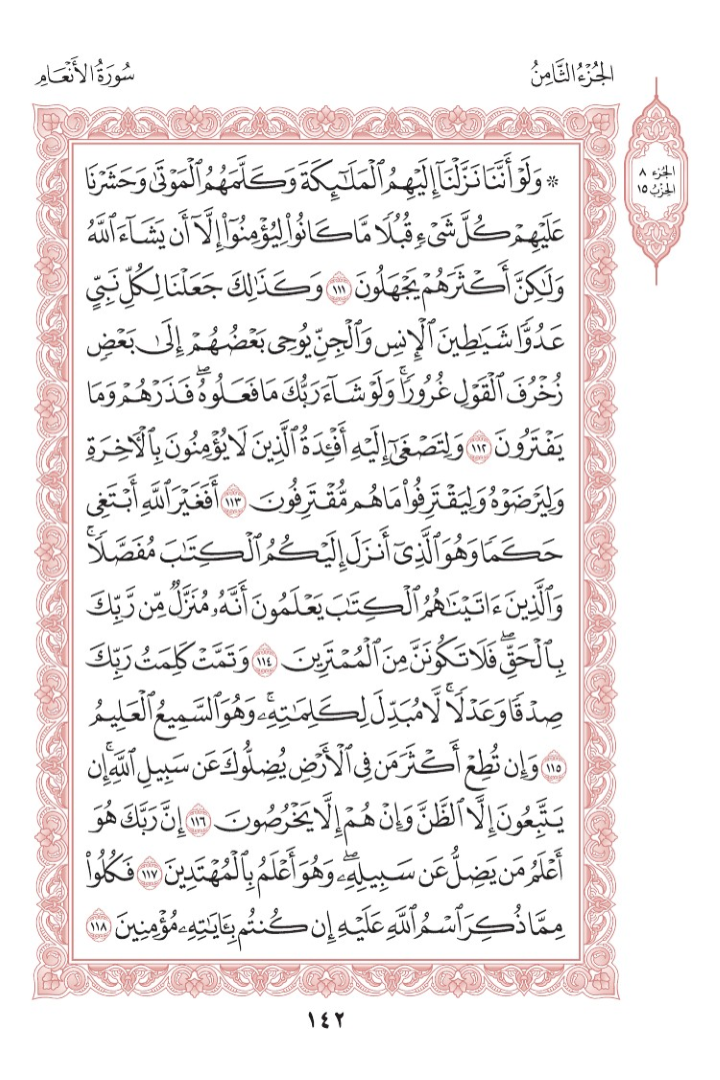 الجُزْءُ الثَّامِنُ
سُورَةُ الأَنْعَامِ
الجزء ٨
الحزب ١٥
* وَلَوۡ أَنَّنَا نَزَّلۡنَآ إِلَيۡهِمُ ٱلۡمَلَٰٓئِكَةَ وَكَلَّمَهُمُ ٱلۡمَوۡتَىٰ وَحَشَرۡنَا
عَلَيۡهِمۡ كُلَّ شَيۡءٖ قُبُلٗا مَّا كَانُواْ لِيُؤۡمِنُوٓاْ إِلَّآ أَن يَشَآءَ ٱللَّهُ
وَلَٰكِنَّ أَكۡثَرَهُمۡ يَجۡهَلُونَ ١١١ وَكَذَٰلِكَ جَعَلۡنَا لِكُلِّ نَبِيٍّ
عَدُوّٗا شَيَٰطِينَ ٱلۡإِنسِ وَٱلۡجِنِّ يُوحِي بَعۡضُهُمۡ إِلَىٰ بَعۡضٖ
زُخۡرُفَ ٱلۡقَوۡلِ غُرُورٗاۚ وَلَوۡ شَآءَ رَبُّكَ مَا فَعَلُوهُۖ فَذَرۡهُمۡ وَمَا
يَفۡتَرُونَ ١١٢ وَلِتَصۡغَىٰٓ إِلَيۡهِ أَفۡـِٔدَةُ ٱلَّذِينَ لَا يُؤۡمِنُونَ بِٱلۡأٓخِرَةِ
وَلِيَرۡضَوۡهُ وَلِيَقۡتَرِفُواْ مَا هُم مُّقۡتَرِفُونَ ١١٣ أَفَغَيۡرَ ٱللَّهِ أَبۡتَغِي
حَكَمٗا وَهُوَ ٱلَّذِيٓ أَنزَلَ إِلَيۡكُمُ ٱلۡكِتَٰبَ مُفَصَّلٗاۚ
وَٱلَّذِينَ ءَاتَيۡنَٰهُمُ ٱلۡكِتَٰبَ يَعۡلَمُونَ أَنَّهُۥ مُنَزَّلٞ مِّن رَّبِّكَ
بِٱلۡحَقِّۖ فَلَا تَكُونَنَّ مِنَ ٱلۡمُمۡتَرِينَ ١١٤ وَتَمَّتۡ كَلِمَتُ رَبِّكَ
صِدۡقٗا وَعَدۡلٗاۚ لَّا مُبَدِّلَ لِكَلِمَٰتِهِۦۚ وَهُوَ ٱلسَّمِيعُ ٱلۡعَلِيمُ
١١٥ وَإِن تُطِعۡ أَكۡثَرَ مَن فِي ٱلۡأَرۡضِ يُضِلُّوكَ عَن سَبِيلِ ٱللَّهِۚ إِن
يَتَّبِعُونَ إِلَّا ٱلظَّنَّ وَإِنۡ هُمۡ إِلَّا يَخۡرُصُونَ ١١٦ إِنَّ رَبَّكَ هُوَ
أَعۡلَمُ مَن يَضِلُّ عَن سَبِيلِهِۦۖ وَهُوَ أَعۡلَمُ بِٱلۡمُهۡتَدِينَ ١١٧ فَكُلُواْ
مِمَّا ذُكِرَ ٱسۡمُ ٱللَّهِ عَلَيۡهِ إِن كُنتُم بِـَٔايَٰتِهِۦ مُؤۡمِنِينَ ١١٨
١٤٢